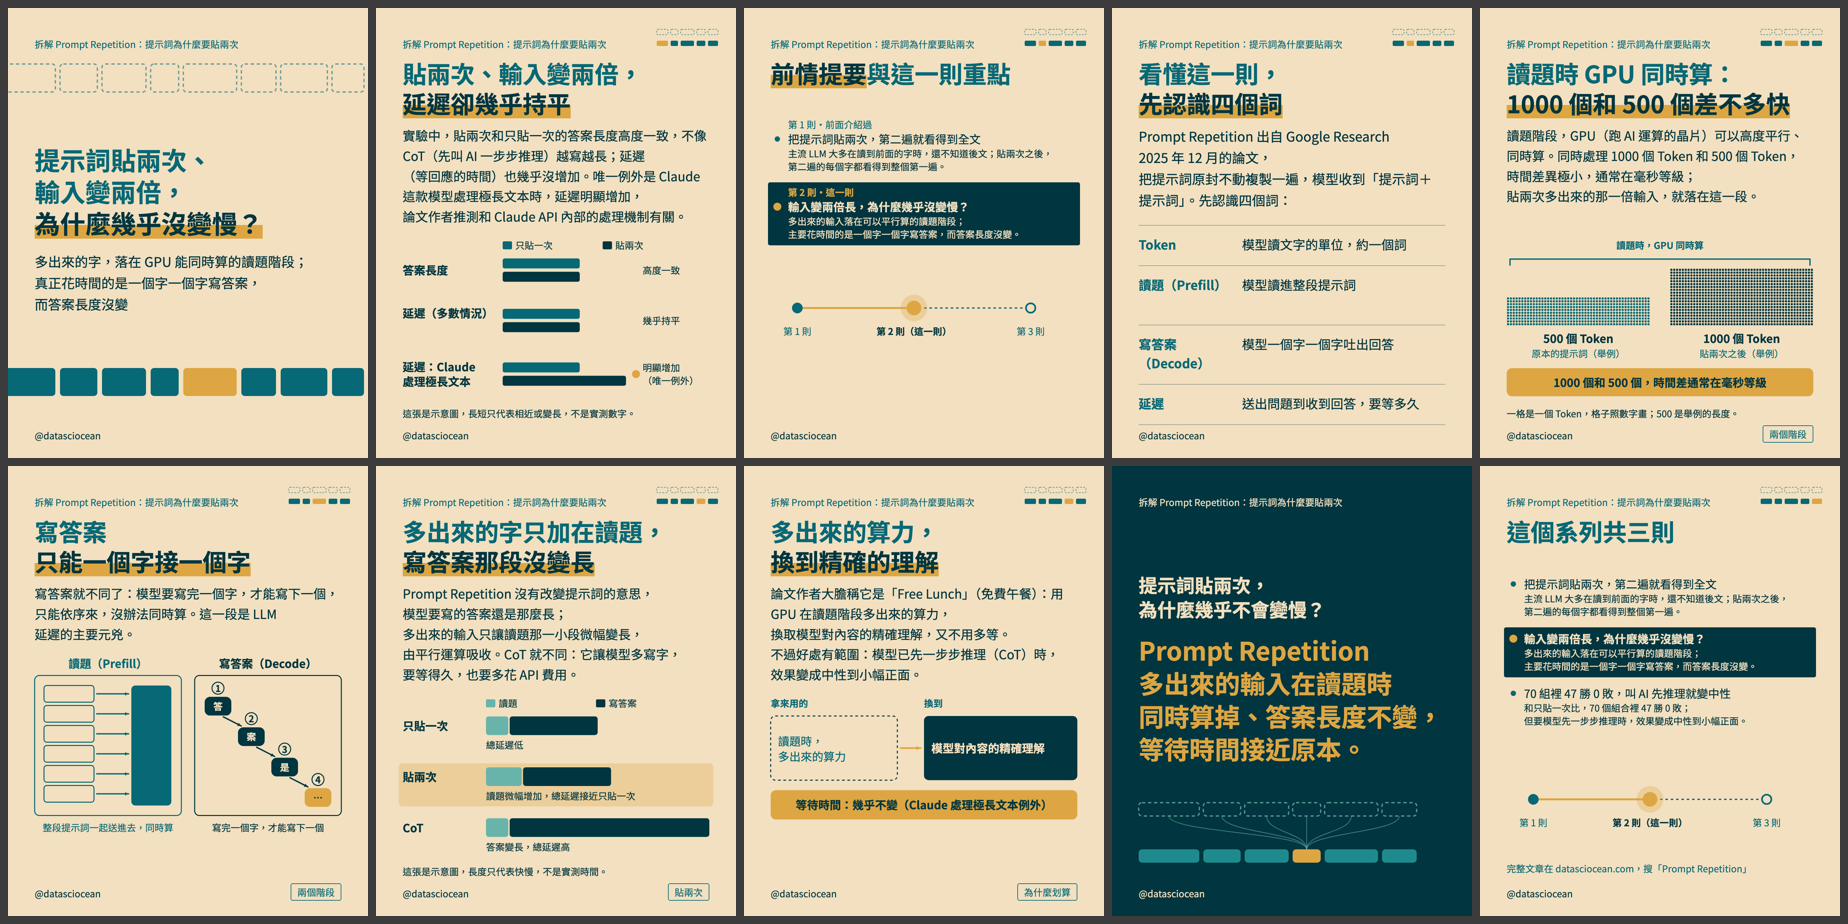 拆解 Prompt Repetition：提示詞為什麼要貼兩次
提示詞貼兩次、
輸入變兩倍，
為什麼幾乎沒變慢？
多出來的字，落在 GPU 能同時算的讀題階段；
真正花時間的是一個字一個字寫答案，
而答案長度沒變
@datasciocean
拆解 Prompt Repetition：提示詞為什麼要貼兩次
貼兩次、輸入變兩倍，
延遲卻幾乎持平
實驗中，貼兩次和只貼一次的答案長度高度一致，不像
CoT（先叫 AI 一步步推理）越寫越長；延遲
（等回應的時間）也幾乎沒增加。唯一例外是 Claude
這款模型處理極長文本時，延遲明顯增加，
論文作者推測和 Claude API 內部的處理機制有關。
只貼一次
貼兩次
答案長度
高度一致
延遲（多數情況）
幾乎持平
延遲：Claude
處理極長文本
明顯增加
（唯一例外）
這張是示意圖，長短只代表相近或變長，不是實測數字。
@datasciocean
拆解 Prompt Repetition：提示詞為什麼要貼兩次
前情提要與這一則重點
第 1 則・前面介紹過
把提示詞貼兩次，第二遍就看得到全文
主流 LLM 大多在讀到前面的字時，還不知道後文；貼兩次之後，
第二遍的每個字都看得到整個第一遍。
第 2 則・這一則
輸入變兩倍長，為什麼幾乎沒變慢？
多出來的輸入落在可以平行算的讀題階段；
主要花時間的是一個字一個字寫答案，而答案長度沒變。
第 1 則
第 2 則（這一則）
第 3 則
拆解 Prompt Repetition：提示詞為什麼要貼兩次
看懂這一則，
先認識四個詞
Prompt Repetition 出自 Google Research
2025 年 12 月的論文，
把提示詞原封不動複製一遍，模型收到「提示詞＋
提示詞」。先認識四個詞：
Token
模型讀文字的單位，約一個詞
讀題（Prefill）
模型讀進整段提示詞
寫答案
（Decode）
模型一個字一個字吐出回答
延遲
送出問題到收到回答，要等多久
@datasciocean
拆解 Prompt Repetition：提示詞為什麼要貼兩次
讀題時 GPU 同時算：
1000 個和 500 個差不多快
讀題階段，GPU（跑 AI 運算的晶片）可以高度平行、
同時算。同時處理 1000 個 Token 和 500 個 Token，
時間差異極小，通常在毫秒等級；
貼兩次多出來的那一倍輸入，就落在這一段。
讀題時，GPU 同時算
500 個 Token
原本的提示詞（舉例）
1000 個 Token
貼兩次之後（舉例）
1000 個和 500 個，時間差通常在毫秒等級
一格是一個 Token，格子照數字畫；500 是舉例的長度。
@datasciocean
兩個階段
拆解 Prompt Repetition：提示詞為什麼要貼兩次
寫答案
只能一個字接一個字
寫答案就不同了：模型要寫完一個字，才能寫下一個，
只能依序來，沒辦法同時算。這一段是 LLM
延遲的主要元兇。
讀題（Prefill）
寫答案（Decode）
①
答
②
案
③
是
④
⋯
整段提示詞一起送進去，同時算
寫完一個字，才能寫下一個
@datasciocean
兩個階段
拆解 Prompt Repetition：提示詞為什麼要貼兩次
多出來的字只加在讀題，
寫答案那段沒變長
Prompt Repetition 沒有改變提示詞的意思，
模型要寫的答案還是那麼長；
多出來的輸入只讓讀題那一小段微幅變長，
由平行運算吸收。CoT 就不同：它讓模型多寫字，
要等得久，也要多花 API 費用。
讀題
寫答案
只貼一次
總延遲低
貼兩次
讀題微幅增加，總延遲接近只貼一次
CoT
答案變長，總延遲高
這張是示意圖，長度只代表快慢，不是實測時間。
@datasciocean
貼兩次
拆解 Prompt Repetition：提示詞為什麼要貼兩次
多出來的算力，
換到精確的理解
論文作者大膽稱它是「Free Lunch」（免費午餐）：用
GPU 在讀題階段多出來的算力，
換取模型對內容的精確理解，又不用多等。
不過好處有範圍：模型已先一步步推理（CoT）時，
效果變成中性到小幅正面。
拿來用的
換到
讀題時，
多出來的算力
模型對內容的精確理解
等待時間：幾乎不變（Claude 處理極長文本例外）
@datasciocean
為什麼划算
拆解 Prompt Repetition：提示詞為什麼要貼兩次
提示詞貼兩次，
為什麼幾乎不會變慢？
Prompt Repetition
多出來的輸入在讀題時
同時算掉、答案長度不變，
等待時間接近原本。
@datasciocean
拆解 Prompt Repetition：提示詞為什麼要貼兩次
這個系列共三則
把提示詞貼兩次，第二遍就看得到全文
主流 LLM 大多在讀到前面的字時，還不知道後文；貼兩次之後，
第二遍的每個字都看得到整個第一遍。
輸入變兩倍長，為什麼幾乎沒變慢？
多出來的輸入落在可以平行算的讀題階段；
主要花時間的是一個字一個字寫答案，而答案長度沒變。
70 組裡 47 勝 0 敗，叫 AI 先推理就變中性
和只貼一次比，70 個組合裡 47 勝 0 敗；
但要模型先一步步推理時，效果變成中性到小幅正面。
第 1 則
第 2 則（這一則）
第 3 則
完整文章在 datasciocean.com，搜「Prompt Repetition」
@datasciocean